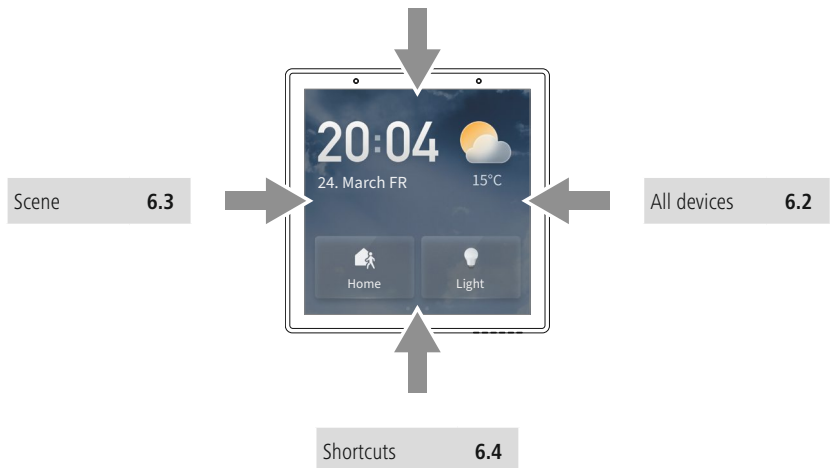 20:04
24. March FR 15°C
Scene 6.3
All devices 6.2
Home Light
Shortcuts 6.4